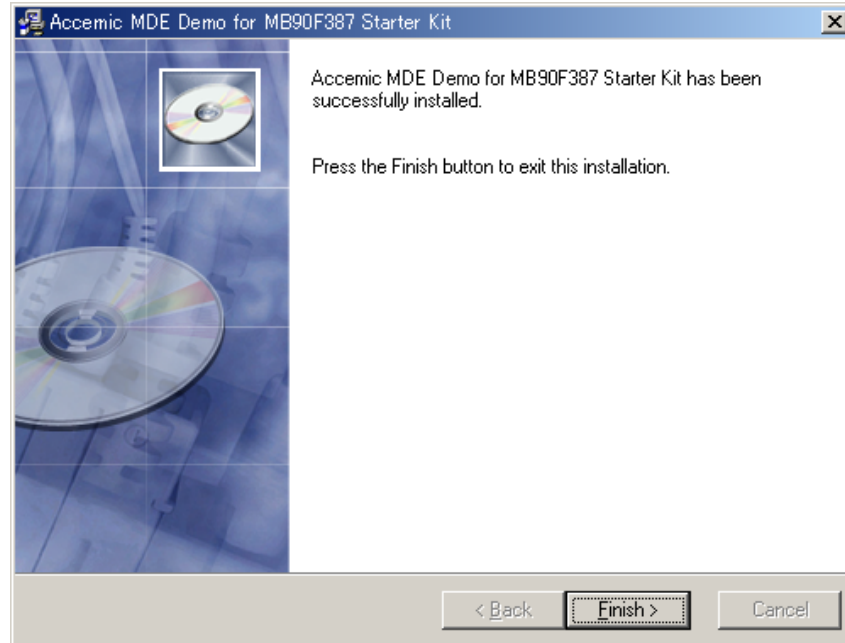 Accemic MDE Demo for MB90F387 Starter Kit
Accemic MDE Demo for MB90F387 Starter Kit has been
successfully installed.
Press the Finish button to exit this installation.
< Back
Finish >
Cancel